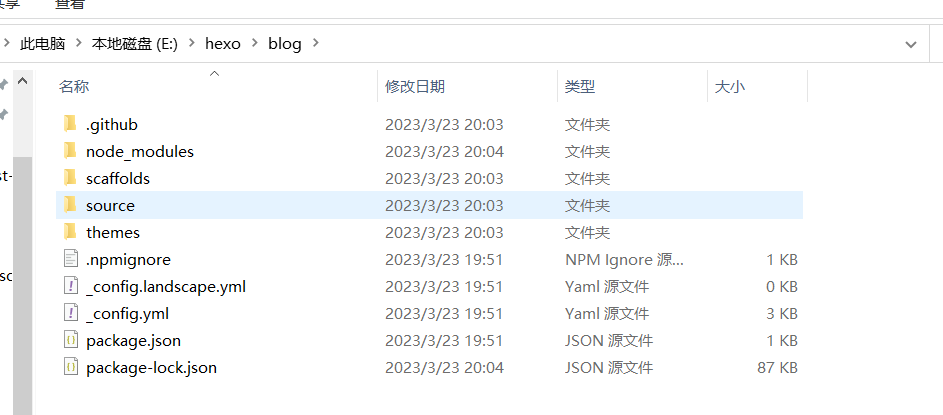 查看
此电脑 > 本地磁盘 (E:) > hexo > blog >
名称 修改日期 类型 大小
.github 2023/3/23 20:03 文件夹
node_modules 2023/3/23 20:04 文件夹
scaffolds 2023/3/23 20:03 文件夹
source 2023/3/23 20:03 文件夹
themes 2023/3/23 20:03 文件夹
.npmignore 2023/3/23 19:51 NPM Ignore 源... 1 KB
_config.landscape.yml 2023/3/23 19:51 Yaml 源文件 0 KB
_config.yml 2023/3/23 19:51 Yaml 源文件 3 KB
package.json 2023/3/23 19:51 JSON 源文件 1 KB
package-lock.json 2023/3/23 20:04 JSON 源文件 87 KB